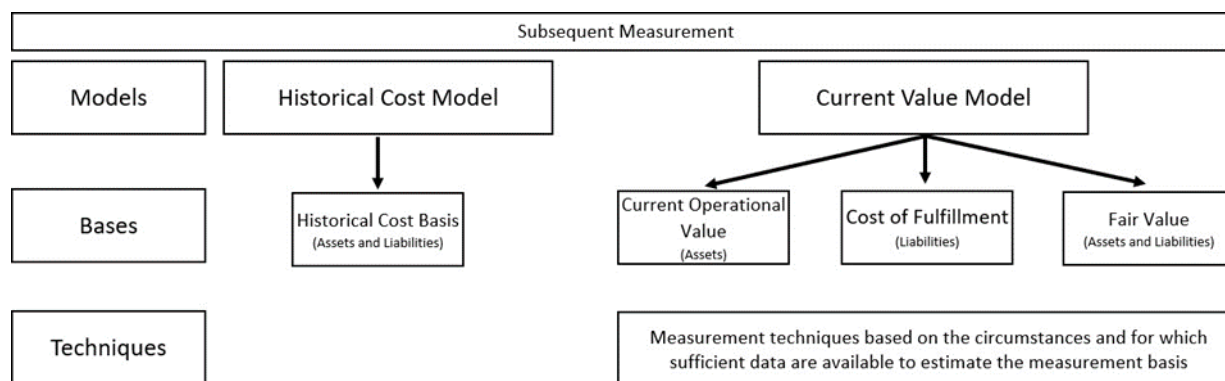 Subsequent Measurement
Models
Historical Cost Model
Current Value Model
Bases
Historical Cost Basis
(Assets and Liabilities)
Current Operational
Value
(Assets)
Cost of Fulfillment
(Liabilities)
Fair Value
(Assets and Liabilities)
Techniques
Measurement techniques based on the circumstances and for which
sufficient data are available to estimate the measurement basis